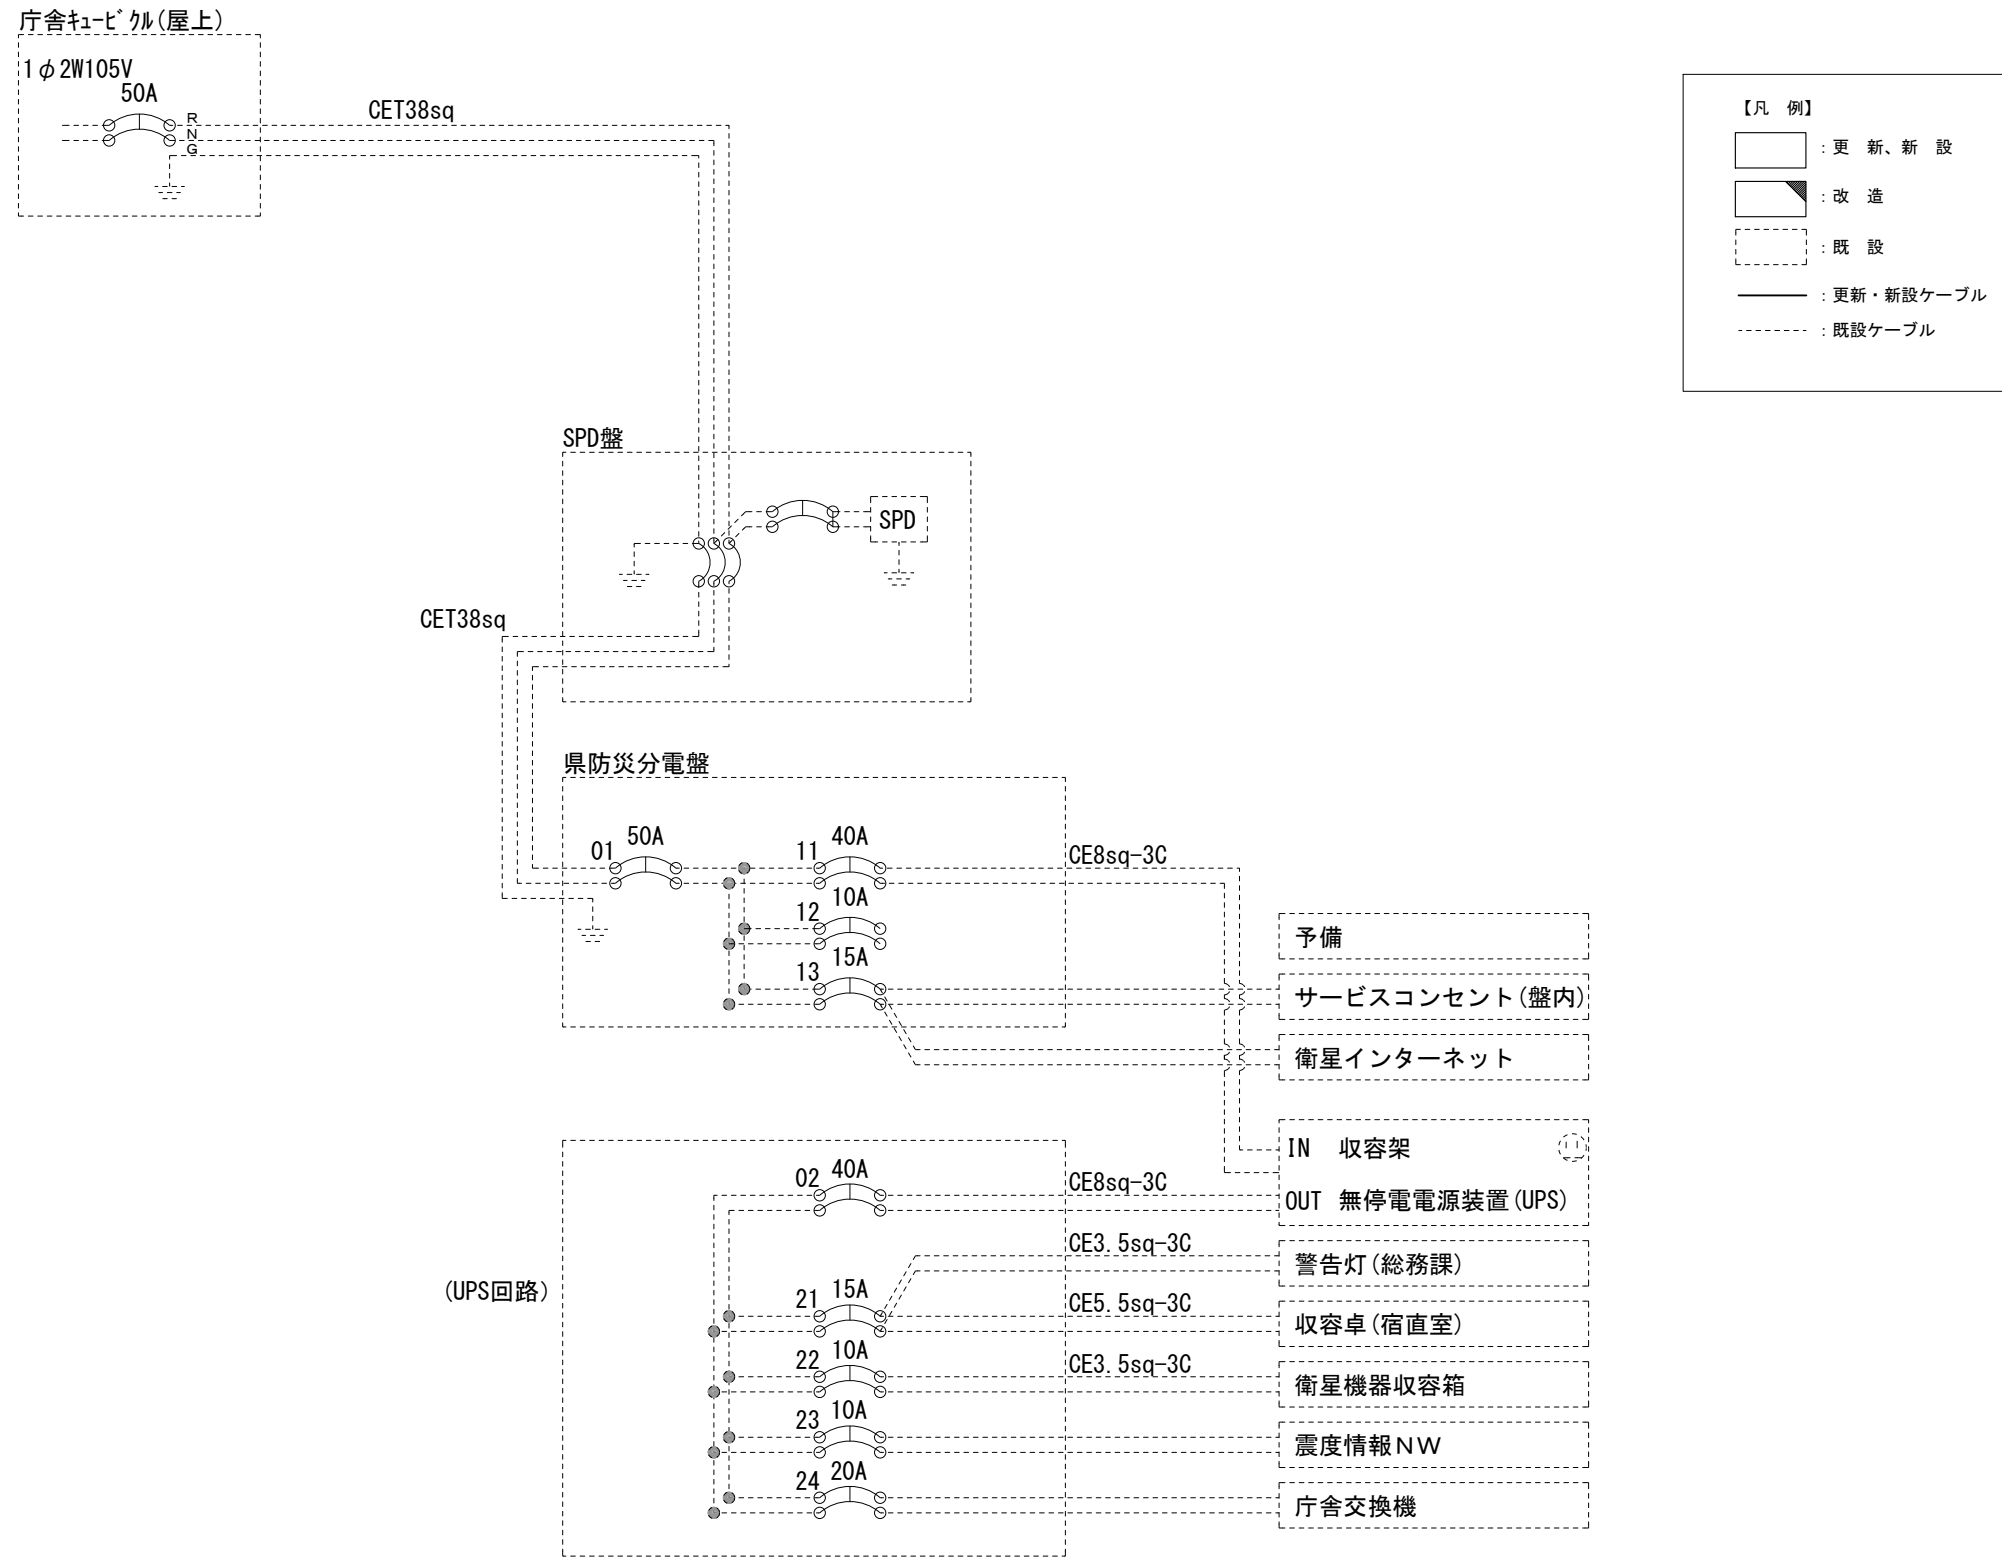 庁舎ｷｭｰﾋﾞｸﾙ(屋上)
1φ2W105V
50A
R
N
G
CET38sq
【凡　例】
：更　新、新　設
：改　造
：既　設
：更新・新設ケーブル
：既設ケーブル
SPD盤
SPD
CET38sq
県防災分電盤
01 50A
11 40A
CE8sq-3C
12 10A
予備
13 15A
サービスコンセント(盤内)
衛星インターネット
IN 収容架
OUT 無停電電源装置(UPS)
(UPS回路)
02 40A
CE8sq-3C
CE3.5sq-3C
警告灯(総務課)
21 15A
CE5.5sq-3C
収容卓(宿直室)
22 10A
CE3.5sq-3C
衛星機器収容箱
23 10A
震度情報ＮＷ
24 20A
庁舎交換機